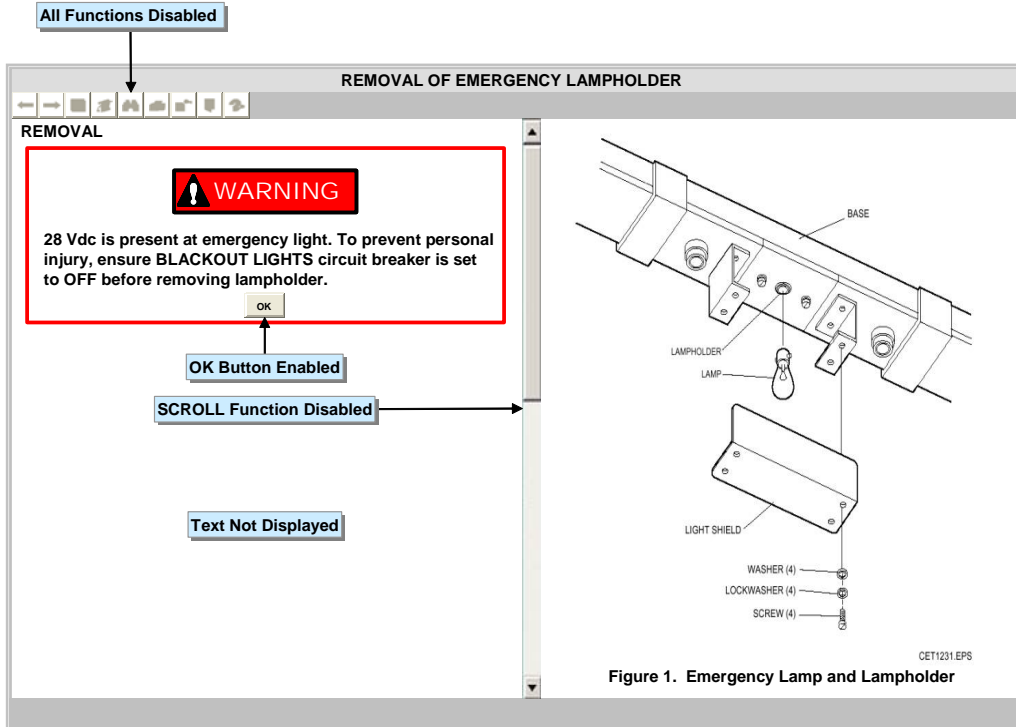 All Functions Disabled
REMOVAL OF EMERGENCY LAMPHOLDER
REMOVAL
WARNING
28 Vdc is present at emergency light. To prevent personal
injury, ensure BLACKOUT LIGHTS circuit breaker is set
to OFF before removing lampholder.
OK
OK Button Enabled
SCROLL Function Disabled
Text Not Displayed
BASE
LAMPHOLDER
LAMP
LIGHT SHIELD
WASHER (4)
LOCKWASHER (4)
SCREW (4)
CET1231.EPS
Figure 1. Emergency Lamp and Lampholder